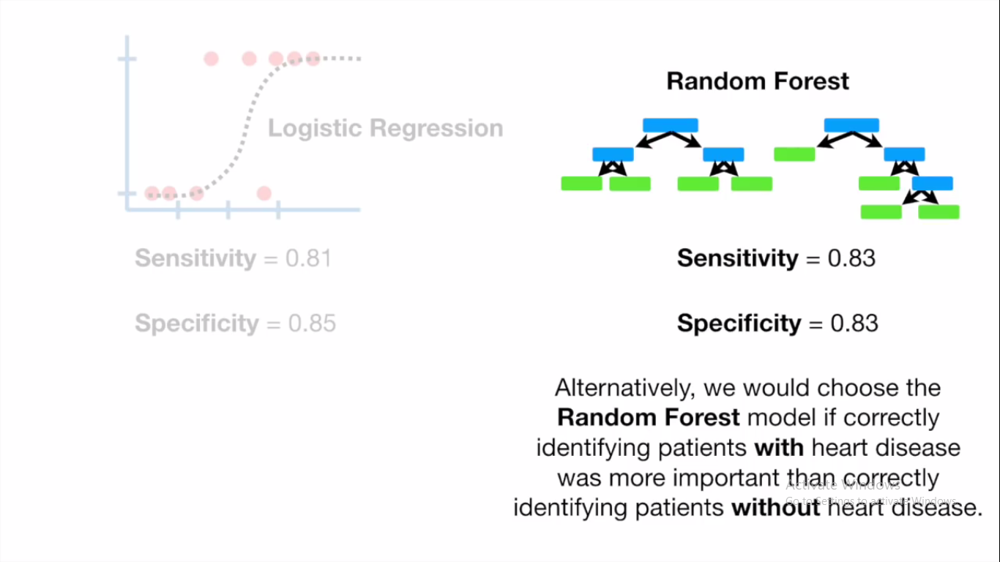 Logistic Regression
Sensitivity = 0.81
Specificity = 0.85
Random Forest
Sensitivity = 0.83
Specificity = 0.83
Alternatively, we would choose the
Random Forest model if correctly
identifying patients with heart disease
was more important than correctly
identifying patients without heart disease.
Activate Windows
Go to Settings to activate Windows.